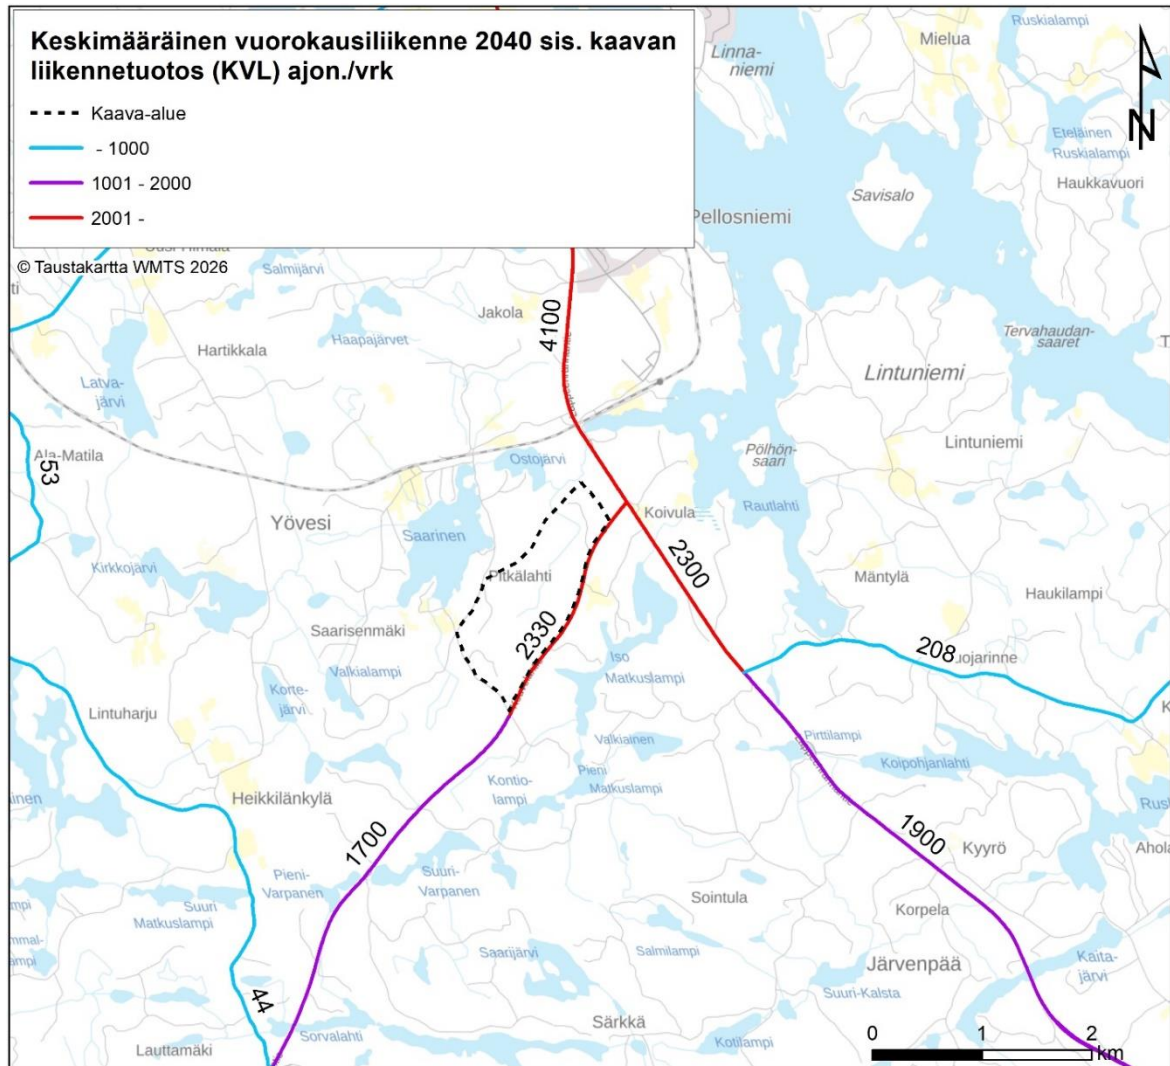 Keskimääräinen vuorokausiliikenne 2040 sis. kaavan
liikennetuotos (KVL) ajon./vrk
Kaava-alue
- 1000
1001 - 2000
2001 -
© Taustakartta WMTS 2026
N
Linna-
niemi
Mielua
Ruskialampi
Eteläinen
Ruskialampi
Haukkavuori
Savisalo
Pellosniemi
Salmijärvi
Jakola
4100
Haapajärvet
Hartikkala
Tervahaudan-
saaret
Lintuniemi
Latva-
järvi
Ala-Matila
53
Lintuniemi
Pölhön-
saari
Ostojärvi
Rautlahti
Koivula
Yövesi
Saarinen
2300
Kirkkojärvi
Pitkälahti
Mäntylä
Haukilampi
Saarisenmäki
2330
208
Iso
Matkuslampi
Valkialampi
Korte-
järvi
Lintuharju
Pirttilampi
Valkiainen
Koipohjanlahti
Pieni
Matkuslampi
Kontio-
lampi
Heikkilänkylä
1700
1900
Kyyrö
Ahola
Pieni-
Varpanen
Suuri-
Varpanen
Sointula
Korpela
Suuri
Matkuslampi
Saarijärvi
Salmilampi
Järvenpää
Kaita-
järvi
44
Suuri-Kalsta
Särkkä
Sorvalahti
Lauttamäki
Kotilampi
0 1 2
km